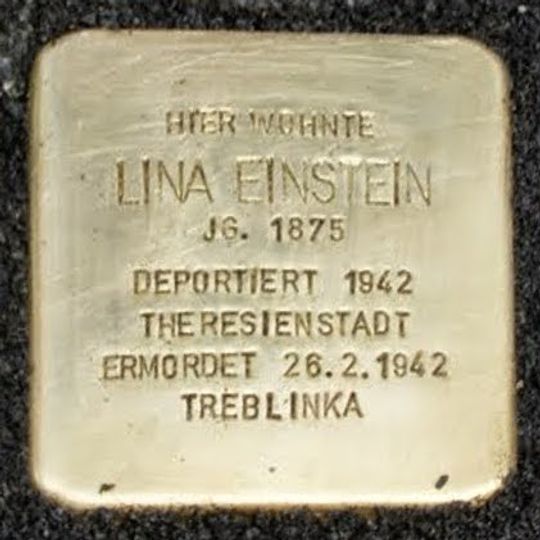 HIER WOHNTE
LINA EINSTEIN
JG. 1875
DEPORTIERT 1942
THERESIENSTADT
ERMORDET 26.2.1942
TREBLINKA